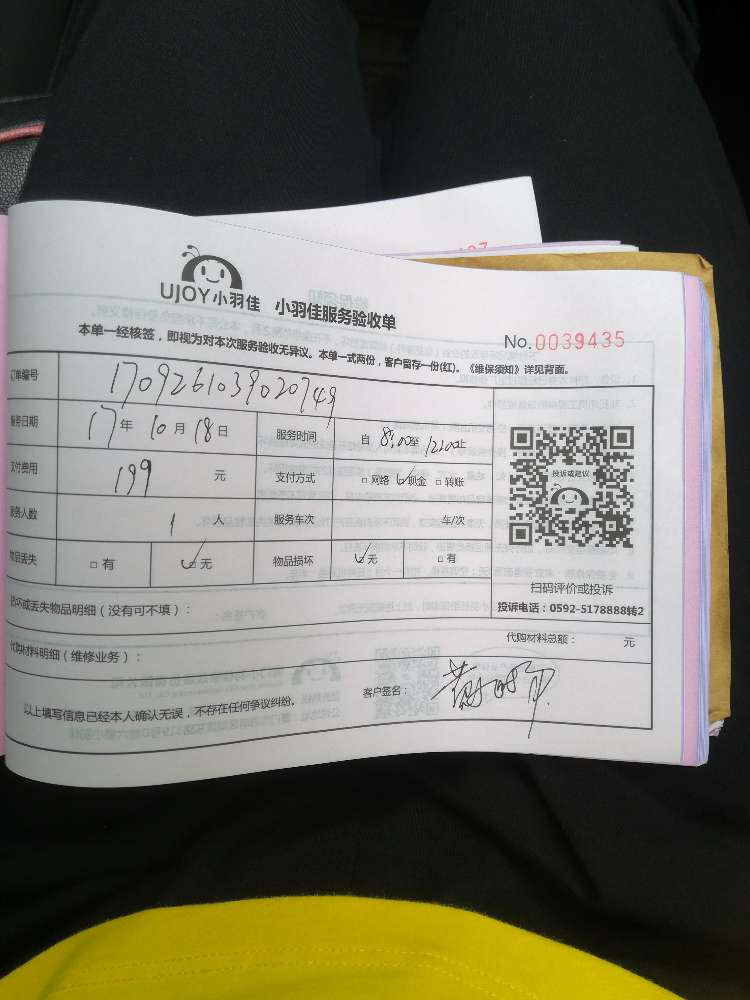 UJOY小羽佳 小羽佳服务验收单
No.0039435
本单一经核签，即视为对本次服务验收无异议。本单一式两份，客户留存一份(红)。《维保须知》详见背面。
订单编号 170926103902074９
服务日期 17年10月18日 服务时间 自8:00至12:00止
支付费用 199元 支付方式 □网络 ☑现金 □转账
服务人数 1人 服务车次 车/次
物品丢失 □有 ☑无 物品损坏 ☑无 □有
投诉或建议
扫码评价或投诉
投诉电话：0592-5178888转2
损坏或丢失物品明细（没有可不填）：
代购材料总额： 元
代购材料明细（维修业务）：
客户签名：
以上填写信息已经本人确认无误，不存在任何争议纠纷。